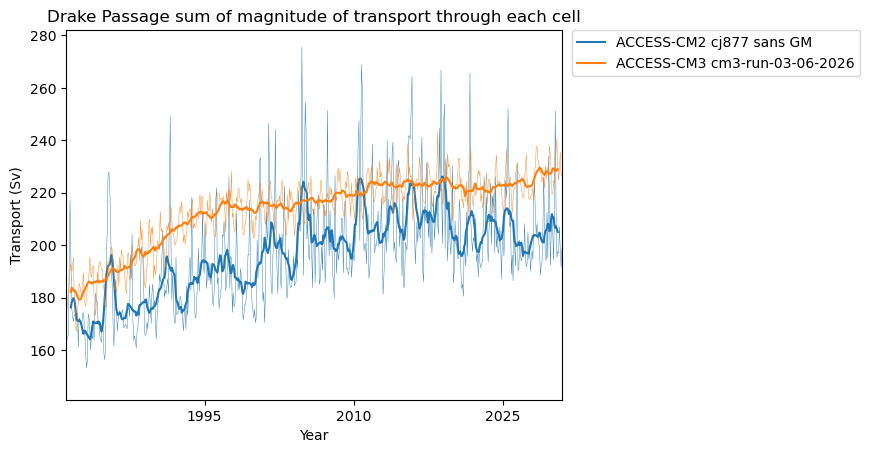 Drake Passage sum of magnitude of transport through each cell
280
260
240
220
200
180
160
Transport (Sv)
1995
2010
2025
Year
ACCESS-CM2 cj877 sans GM
ACCESS-CM3 cm3-run-03-06-2026